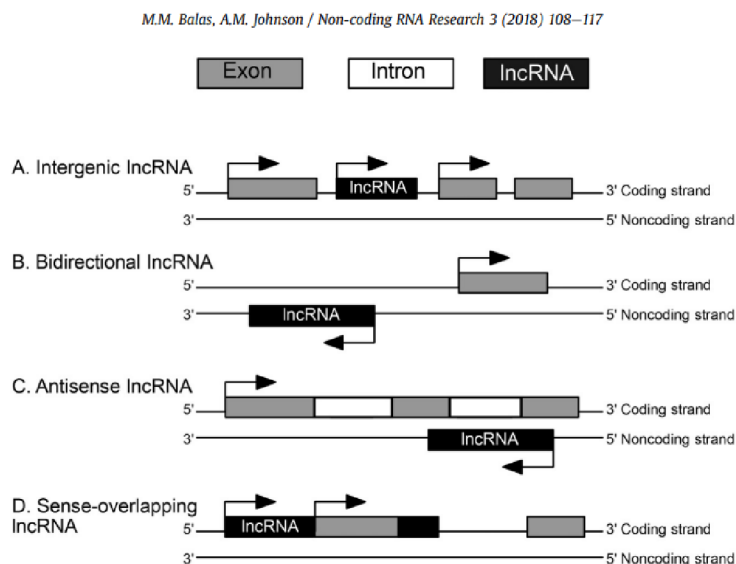 M.M. Balas, A.M. Johnson / Non-coding RNA Research 3 (2018) 108–117
Exon Intron lncRNA
A. Intergenic lncRNA
5' lncRNA 3' Coding strand
3' 5' Noncoding strand
B. Bidirectional lncRNA
5' 3' Coding strand
3' lncRNA 5' Noncoding strand
C. Antisense lncRNA
5' 3' Coding strand
3' lncRNA 5' Noncoding strand
D. Sense-overlapping
lncRNA
5' lncRNA 3' Coding strand
3' 5' Noncoding strand